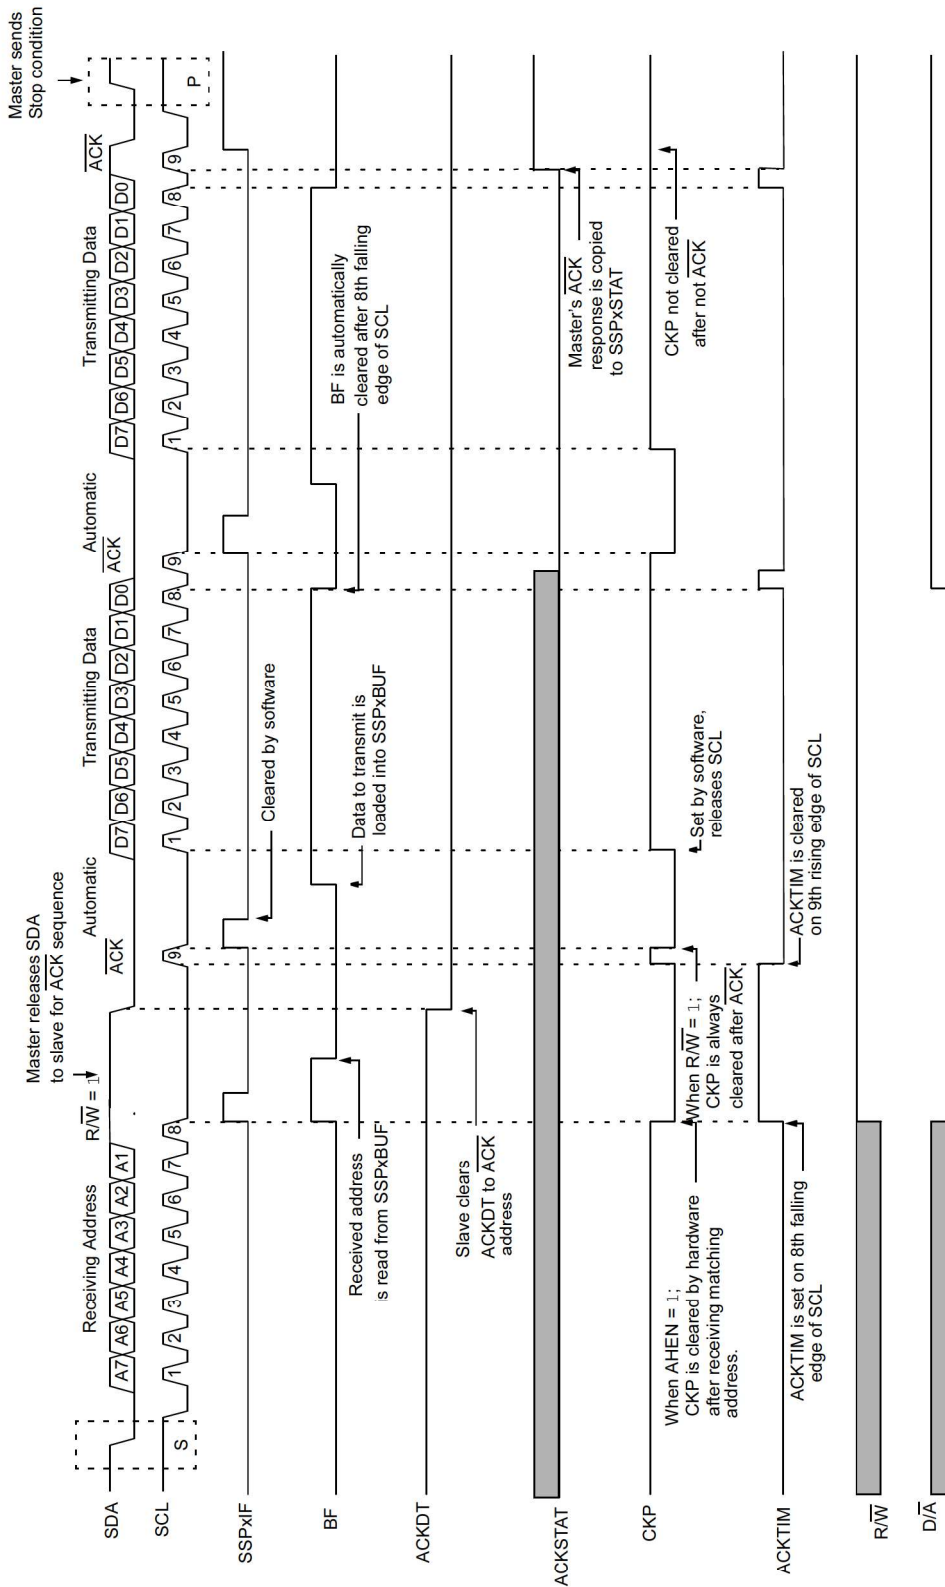 Master sends
Stop condition
Master releases SDA
to slave for ACK sequence
Receiving Address
R/W = 1
ACK
Automatic
Transmitting Data
ACK
Automatic
Transmitting Data
ACK
SDA
A7 A6 A5 A4 A3 A2 A1
D7 D6 D5 D4 D3 D2 D1 D0
D7 D6 D5 D4 D3 D2 D1 D0
SCL
S
1 2 3 4 5 6 7 8 9
1 2 3 4 5 6 7 8 9
1 2 3 4 5 6 7 8 9
P
SSPxIF
Cleared by software
BF
Received address
is read from SSPxBUF
Data to transmit is
loaded into SSPxBUF
BF is automatically
cleared after 8th falling
edge of SCL
ACKDT
Slave clears
ACKDT to ACK
address
ACKSTAT
Master's ACK
response is copied
to SSPxSTAT
CKP
When AHEN = 1;
CKP is cleared by hardware
after receiving matching
address.
When R/W = 1;
CKP is always
cleared after ACK
Set by software,
releases SCL
CKP not cleared
after not ACK
ACKTIM
ACKTIM is set on 8th falling
edge of SCL
ACKTIM is cleared
on 9th rising edge of SCL
R/W
D/A